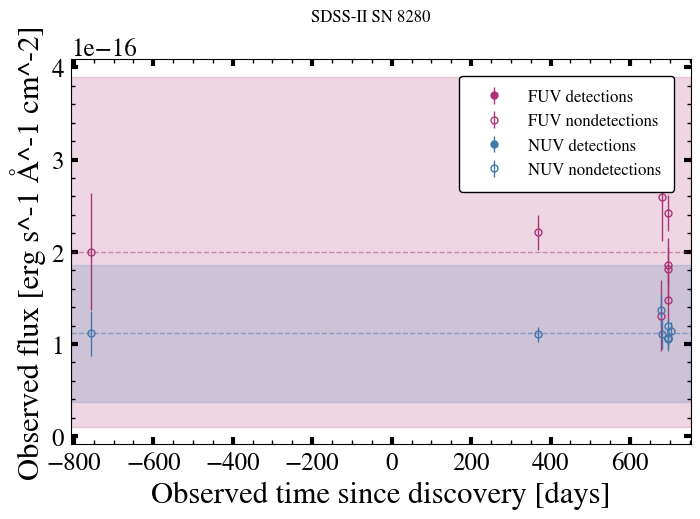 SDSS-II SN 8280
1e−16
4
3
2
1
0
−800 −600 −400 −200 0 200 400 600
Observed time since discovery [days]
Observed flux [erg s^-1 Å^-1 cm^-2]
FUV detections
FUV nondetections
NUV detections
NUV nondetections